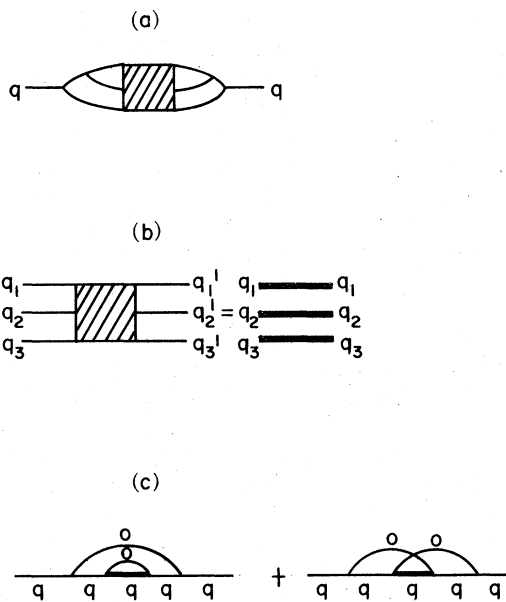 (a)
q q
(b)
q₁ q₁' q₁ q₁
q₂ q₂' = q₂ q₂
q₃ q₃' q₃ q₃
(c)
o
o o o
+
q q q q q q q q q q